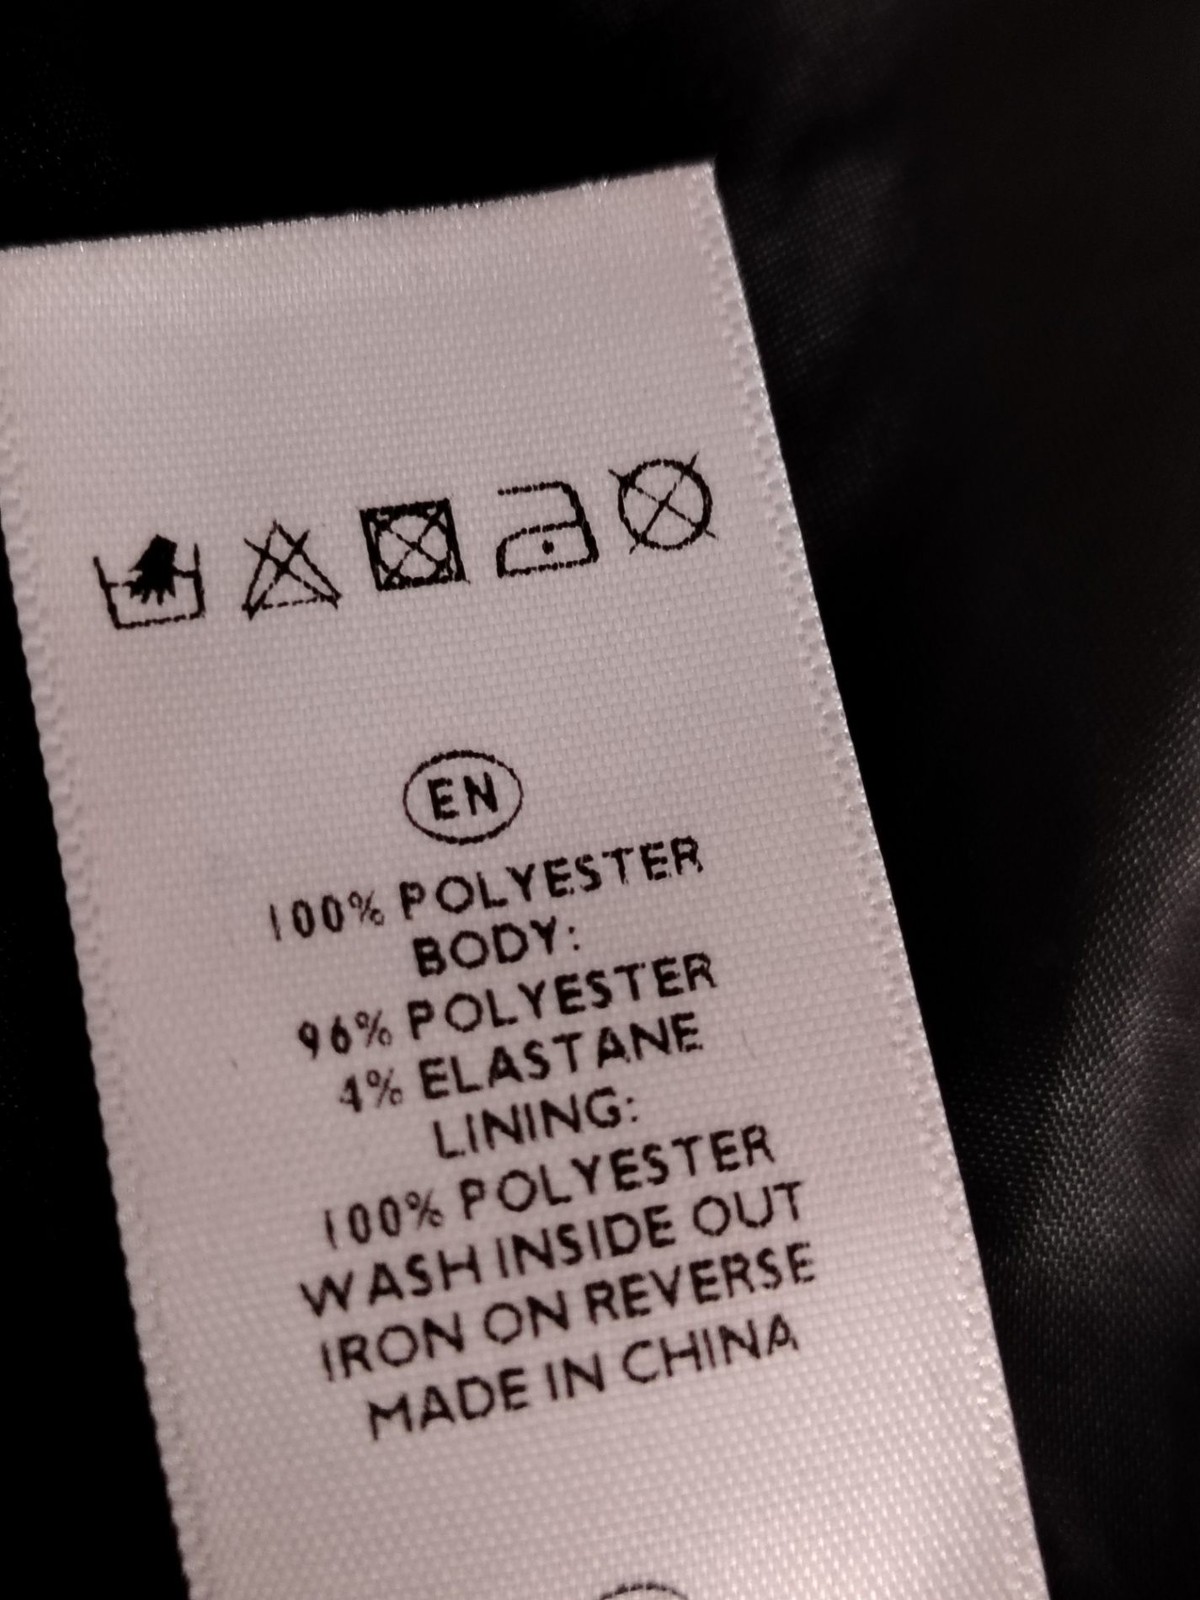 EN
100% POLYESTER
BODY:
96% POLYESTER
4% ELASTANE
LINING:
100% POLYESTER
WASH INSIDE OUT
IRON ON REVERSE
MADE IN CHINA